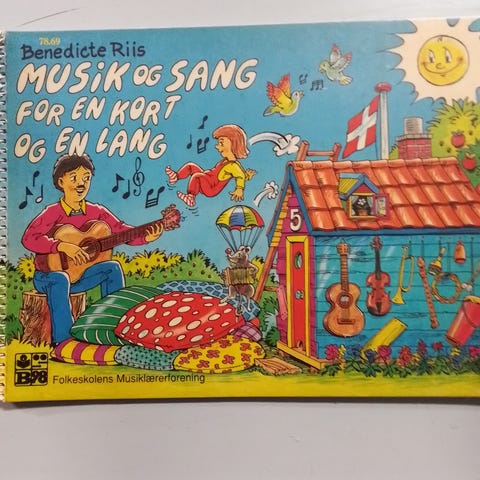 78.69
Benedicte Riis
MUSIK OG SANG
FOR EN KORT
OG EN LANG
5
Folkeskolens Musiklærerforening